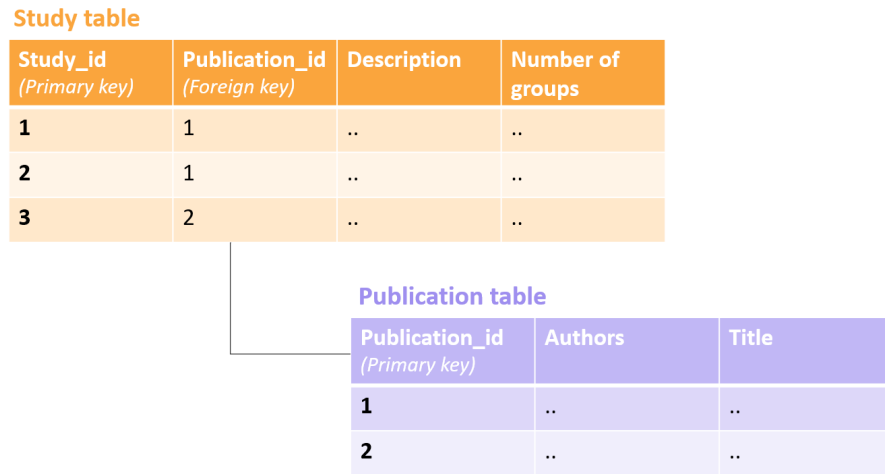 Study table
Study_id Publication_id Description Number of
(Primary key) (Foreign key) groups
1 1 .. ..
2 1 .. ..
3 2 .. ..
Publication table
Publication_id Authors Title
(Primary key)
1 .. ..
2 .. ..